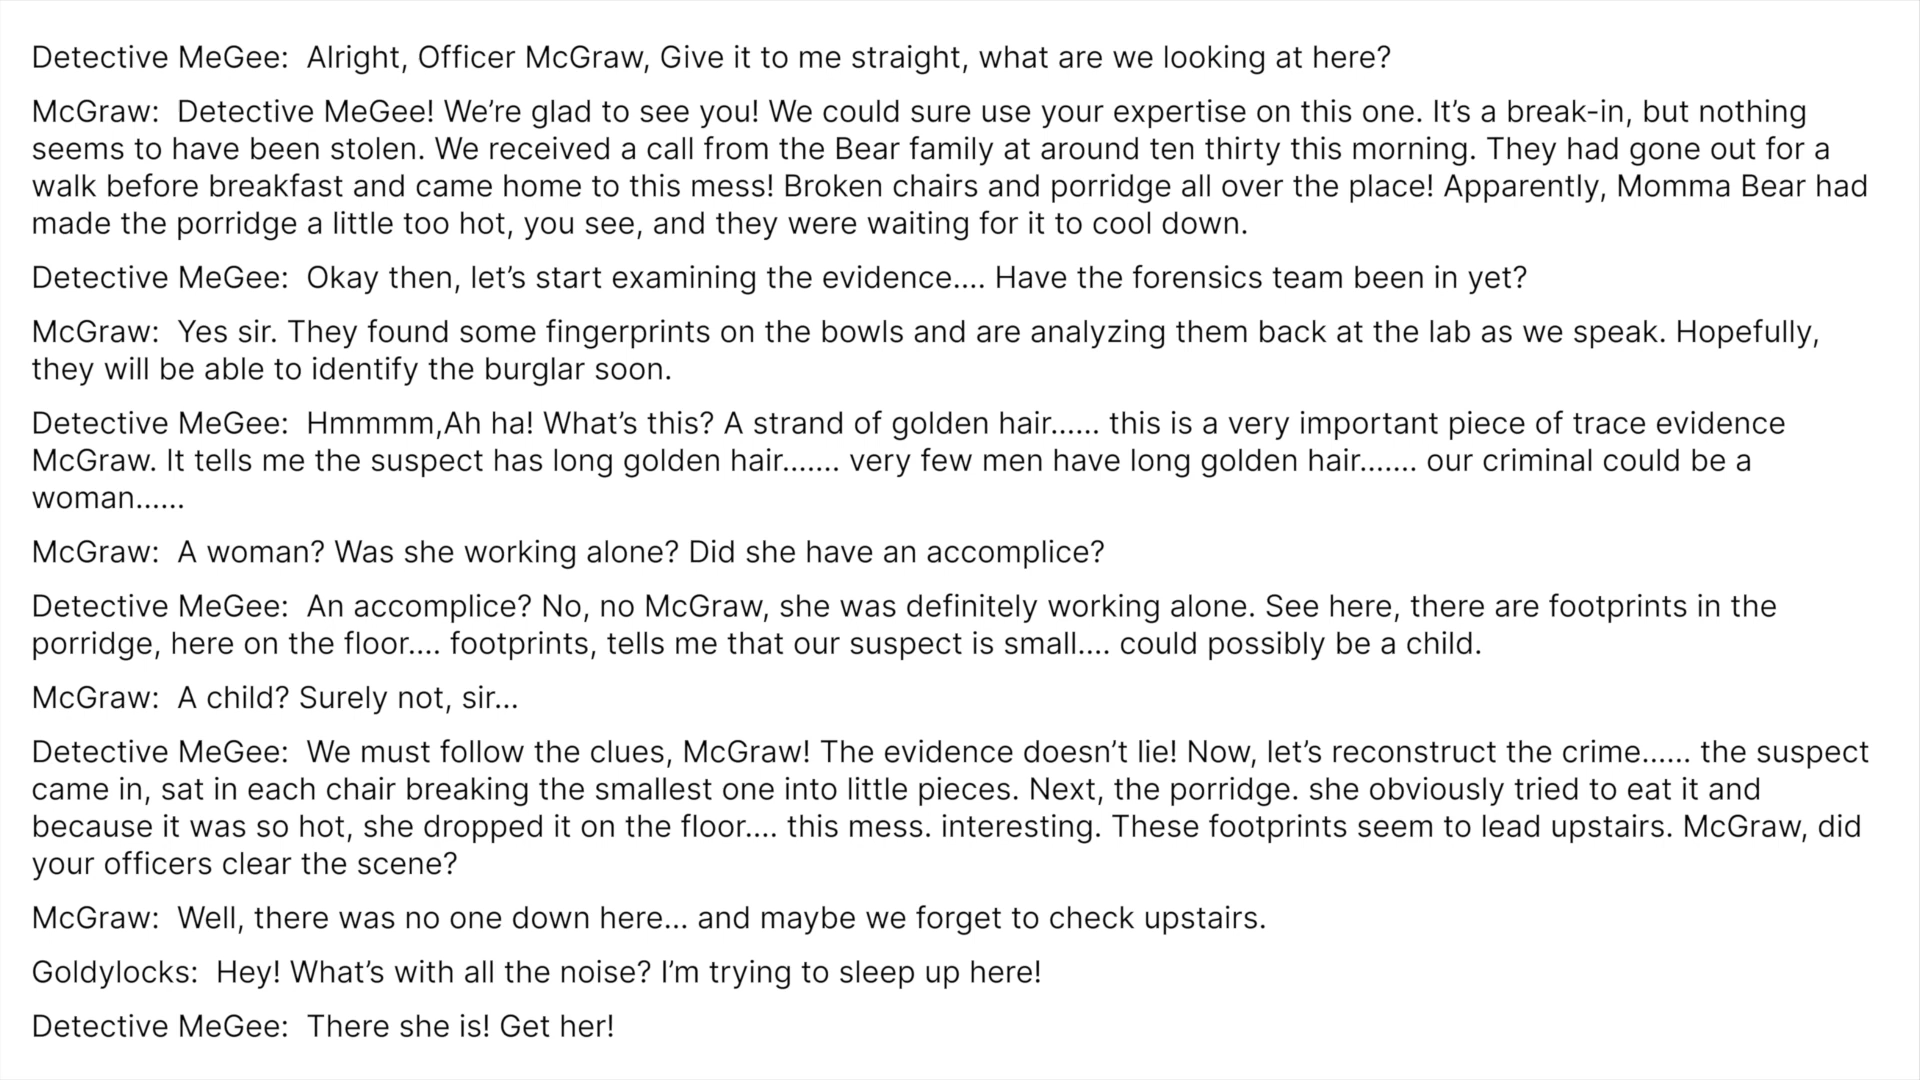 Detective MeGee:  Alright, Officer McGraw, Give it to me straight, what are we looking at here?
McGraw:  Detective MeGee! We’re glad to see you! We could sure use your expertise on this one. It’s a break-in, but nothing
seems to have been stolen. We received a call from the Bear family at around ten thirty this morning. They had gone out for a
walk before breakfast and came home to this mess! Broken chairs and porridge all over the place! Apparently, Momma Bear had
made the porridge a little too hot, you see, and they were waiting for it to cool down.
Detective MeGee:  Okay then, let’s start examining the evidence.... Have the forensics team been in yet?
McGraw:  Yes sir. They found some fingerprints on the bowls and are analyzing them back at the lab as we speak. Hopefully,
they will be able to identify the burglar soon.
Detective MeGee:  Hmmmm,Ah ha! What’s this? A strand of golden hair...... this is a very important piece of trace evidence
McGraw. It tells me the suspect has long golden hair....... very few men have long golden hair....... our criminal could be a
woman......
McGraw:  A woman? Was she working alone? Did she have an accomplice?
Detective MeGee:  An accomplice? No, no McGraw, she was definitely working alone. See here, there are footprints in the
porridge, here on the floor.... footprints, tells me that our suspect is small.... could possibly be a child.
McGraw:  A child? Surely not, sir...
Detective MeGee:  We must follow the clues, McGraw! The evidence doesn’t lie! Now, let’s reconstruct the crime...... the suspect
came in, sat in each chair breaking the smallest one into little pieces. Next, the porridge. she obviously tried to eat it and
because it was so hot, she dropped it on the floor.... this mess. interesting. These footprints seem to lead upstairs. McGraw, did
your officers clear the scene?
McGraw:  Well, there was no one down here... and maybe we forget to check upstairs.
Goldylocks:  Hey! What’s with all the noise? I’m trying to sleep up here!
Detective MeGee:  There she is! Get her!